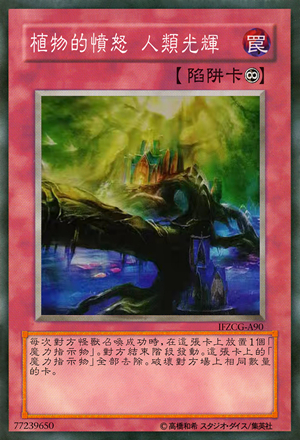 植物的憤怒 人類光輝 罠
【陷阱卡♾】
IFZCG-A90
每次對方怪獸召喚成功時,在這張卡上放置1個「
魔力指示物」。對方結束階段發動。這張卡上的「
魔力指示物」全部去除。破壞對方場上相同數量
的卡。
77239650
©高橋和希 スタジオ・ダイス/集英社